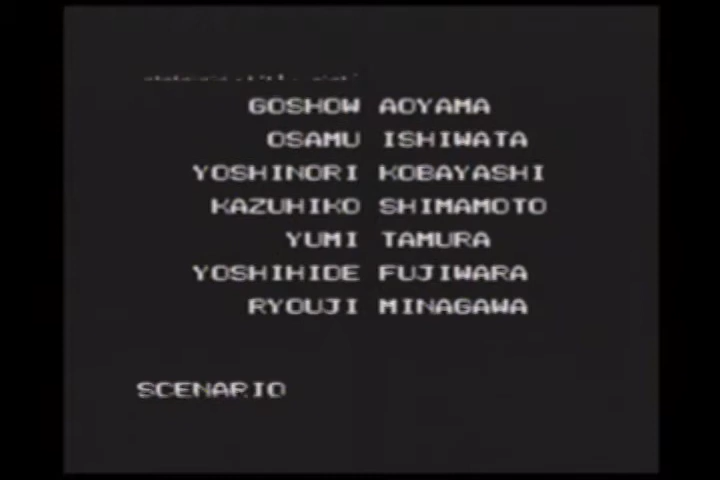 GOSHOW AOYAMA
OSAMU ISHIWATA
YOSHINORI KOBAYASHI
KAZUHIKO SHIMAMOTO
YUMI TAMURA
YOSHIHIDE FUJIWARA
RYOUJI MINAGAWA
SCENARIO